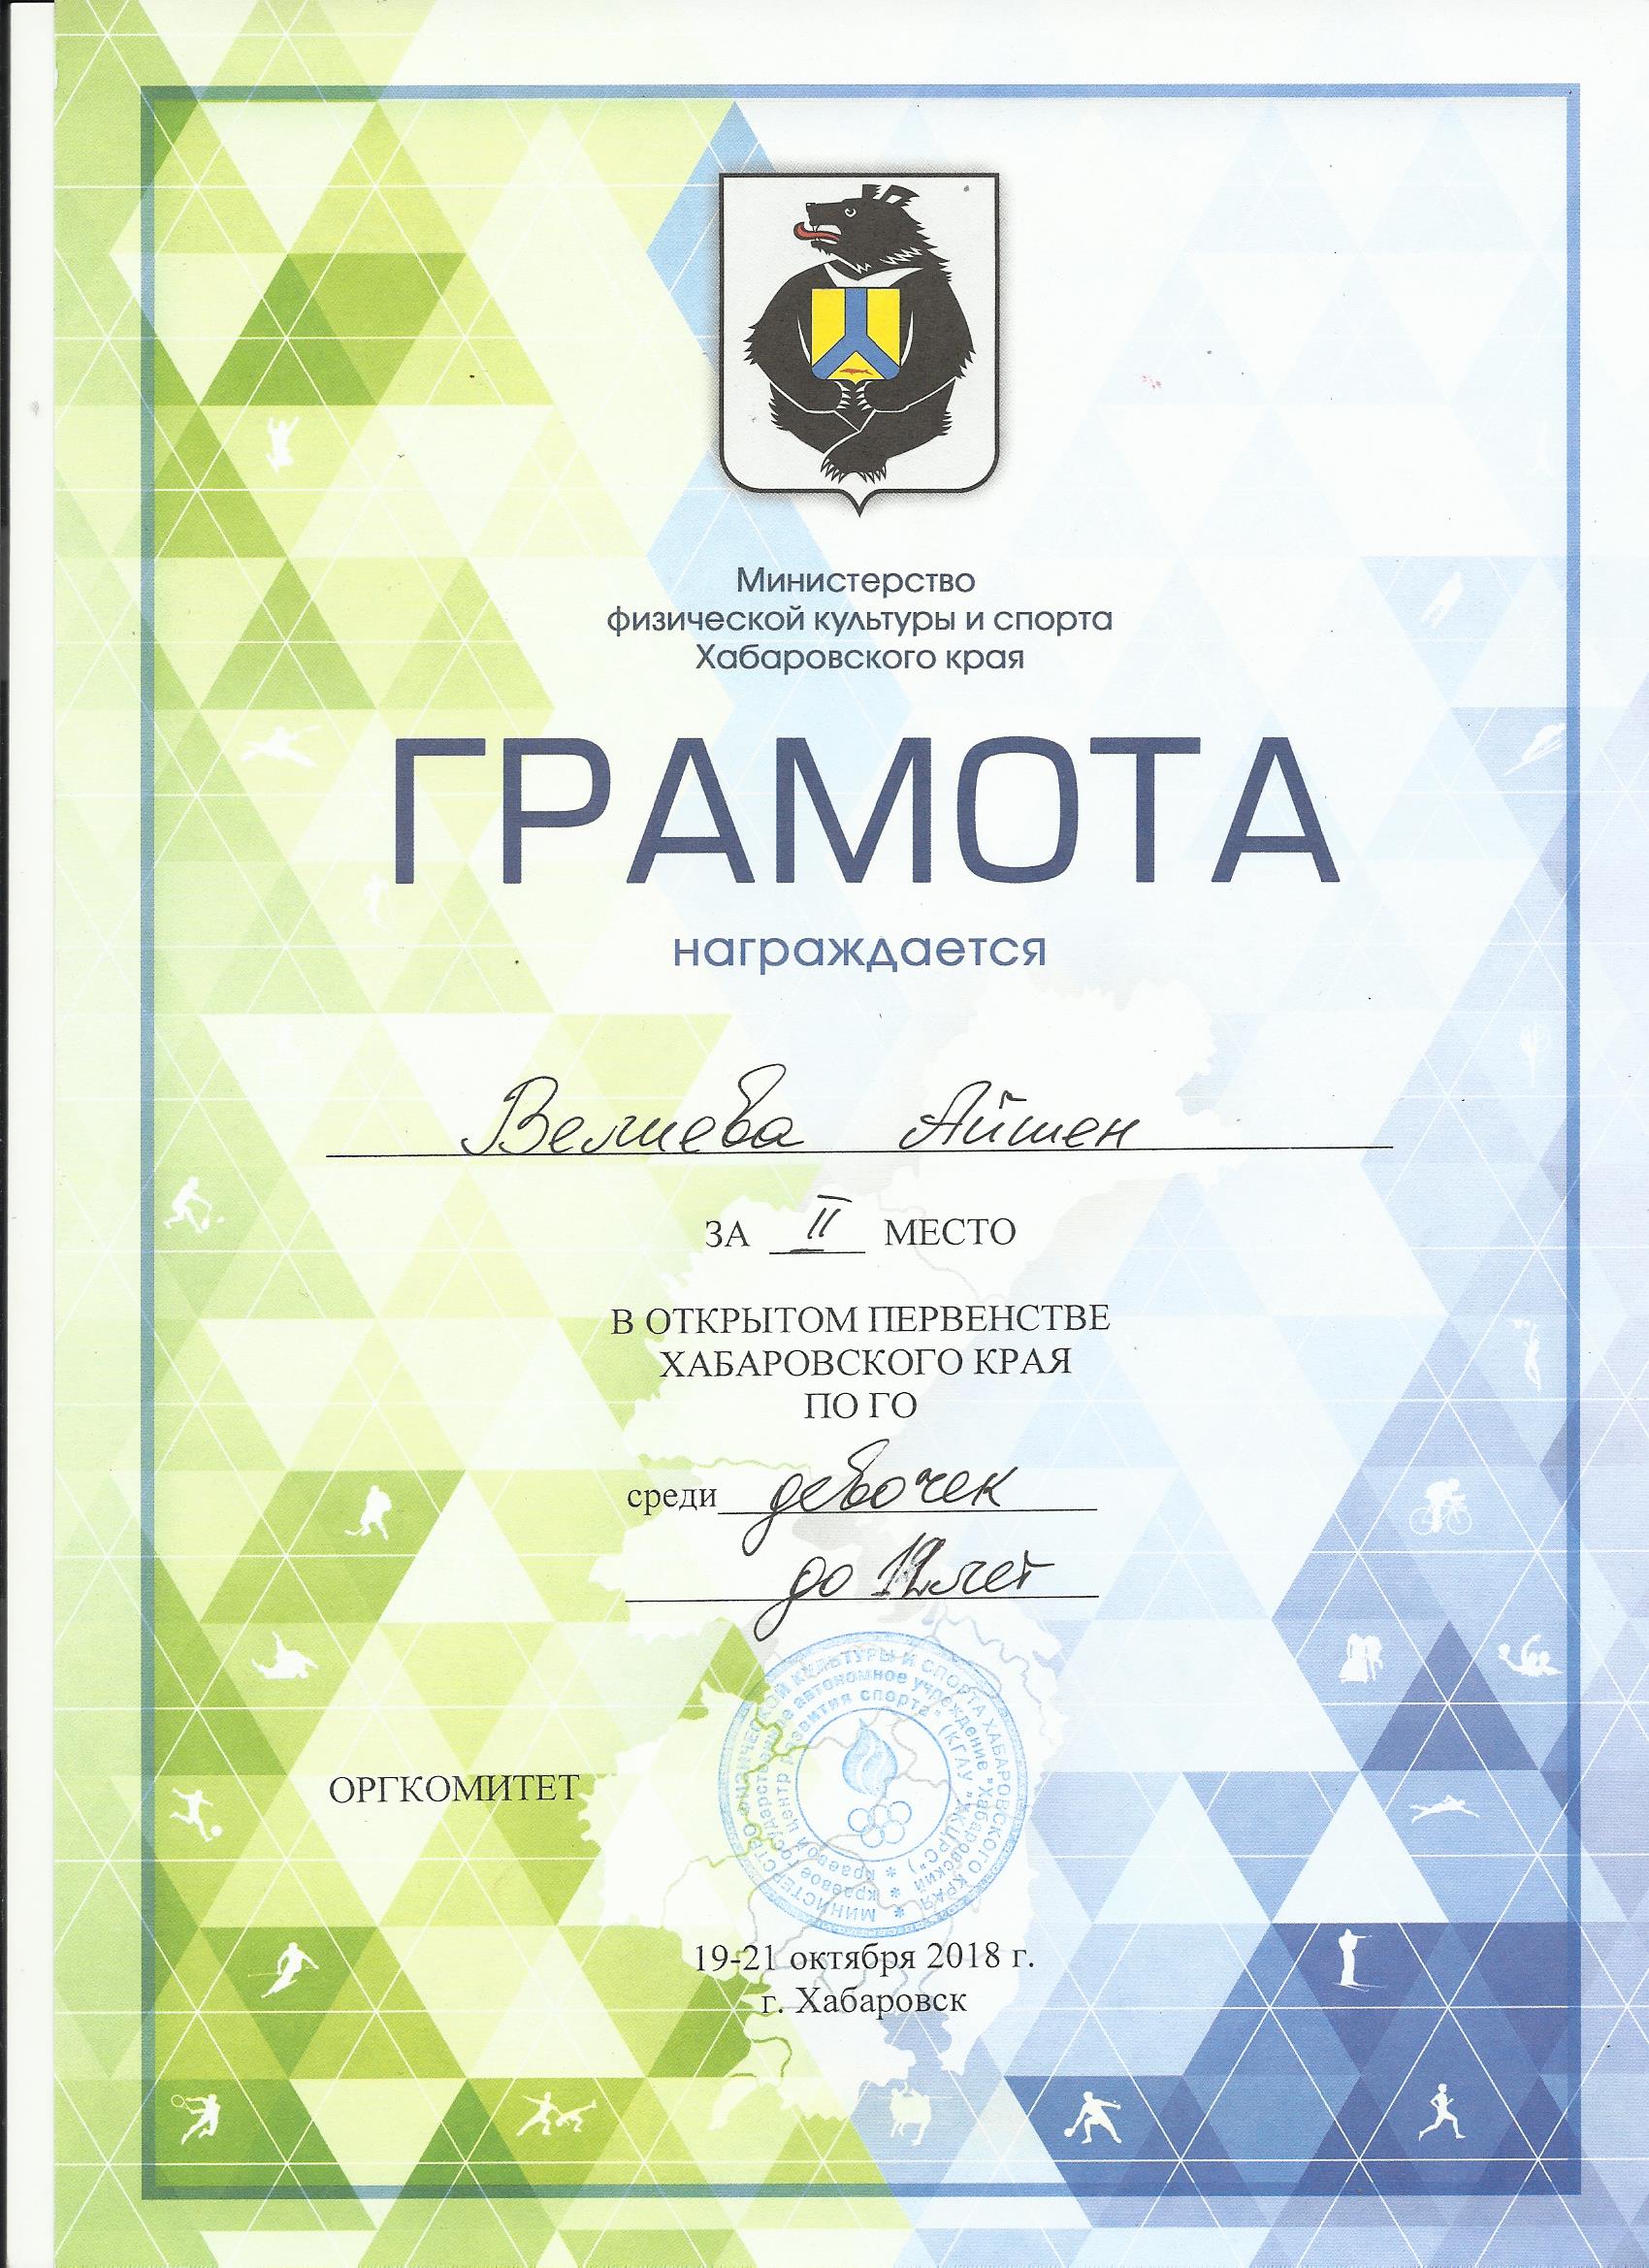 Министерство
физической культуры и спорта
Хабаровского края
ГРАМОТА
награждается
Велиева Айшен
ЗА II МЕСТО
В ОТКРЫТОМ ПЕРВЕНСТВЕ
ХАБАРОВСКОГО КРАЯ
ПО ГО
среди девочек
до 12 лет
МИНИСТЕРСТВО ФИЗИЧЕСКОЙ КУЛЬТУРЫ И СПОРТА ХАБАРОВСКОГО КРАЯ *
краевое государственное автономное учреждение "Хабаровский *
краевой центр развития спорта" (КГАУ ") *
ОРГКОМИТЕТ
19-21 октября 2018 г.
г. Хабаровск